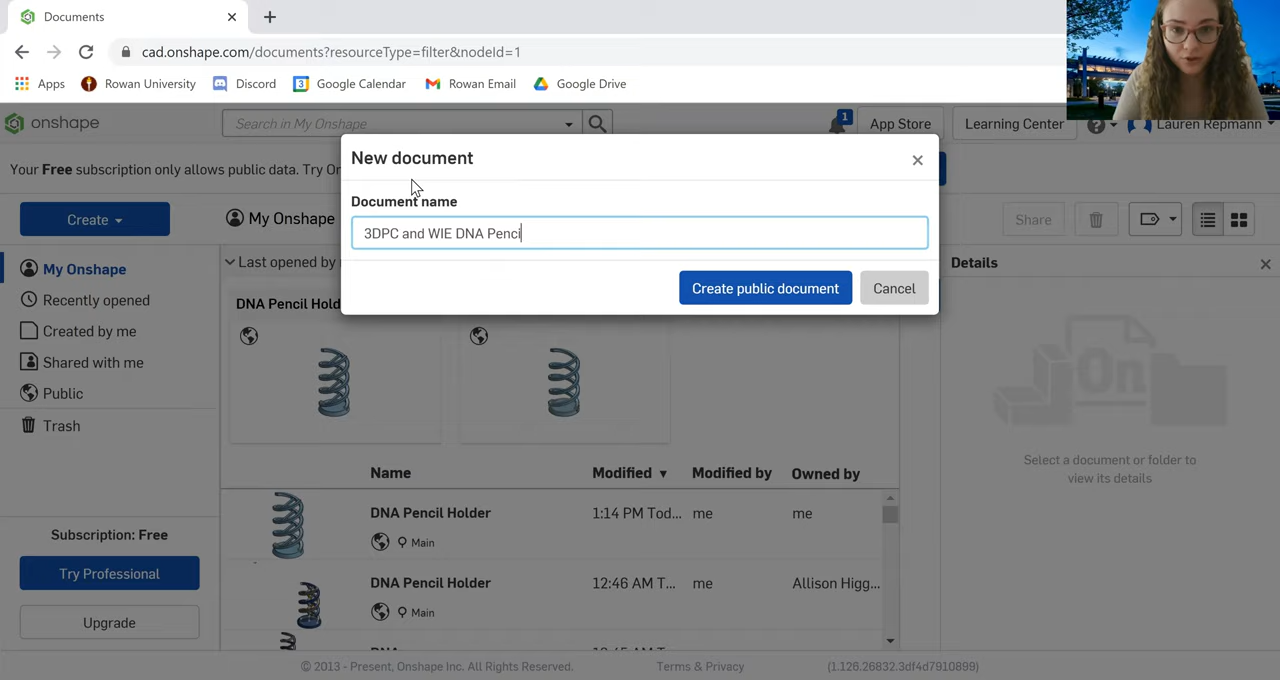 Documents
cad.onshape.com/documents?resourceType=filter&nodeId=1
Apps Rowan University Discord Google Calendar Rowan Email Google Drive
onshape Search in My Onshape 1 App Store Learning Center Lauren Repmann
Your Free subscription only allows public data. Try On
New document
Document name
3DPC and WIE DNA Penci
Create public document Cancel
Create My Onshape Share
My Onshape
Recently opened
Created by me
Shared with me
Public
Trash
Subscription: Free
Try Professional
Upgrade
Last opened by
DNA Pencil Hold
Name Modified Modified by Owned by
DNA Pencil Holder 1:14 PM Tod... me me
Main
DNA Pencil Holder 12:46 AM T... me Allison Higg...
Main
Details
On
Select a document or folder to
view its details
© 2013 - Present, Onshape Inc. All Rights Reserved. Terms & Privacy (1.126.26832.3df4d7910899)